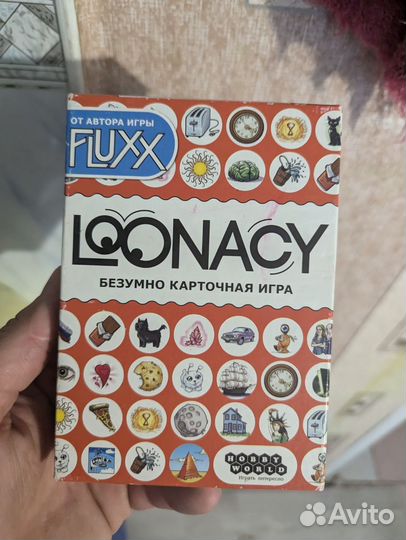 ОТ АВТОРА ИГРЫ
FLUXX
LOONACY
БЕЗУМНО КАРТОЧНАЯ ИГРА
HOBBY
WORLD
Играть интересно
Avito